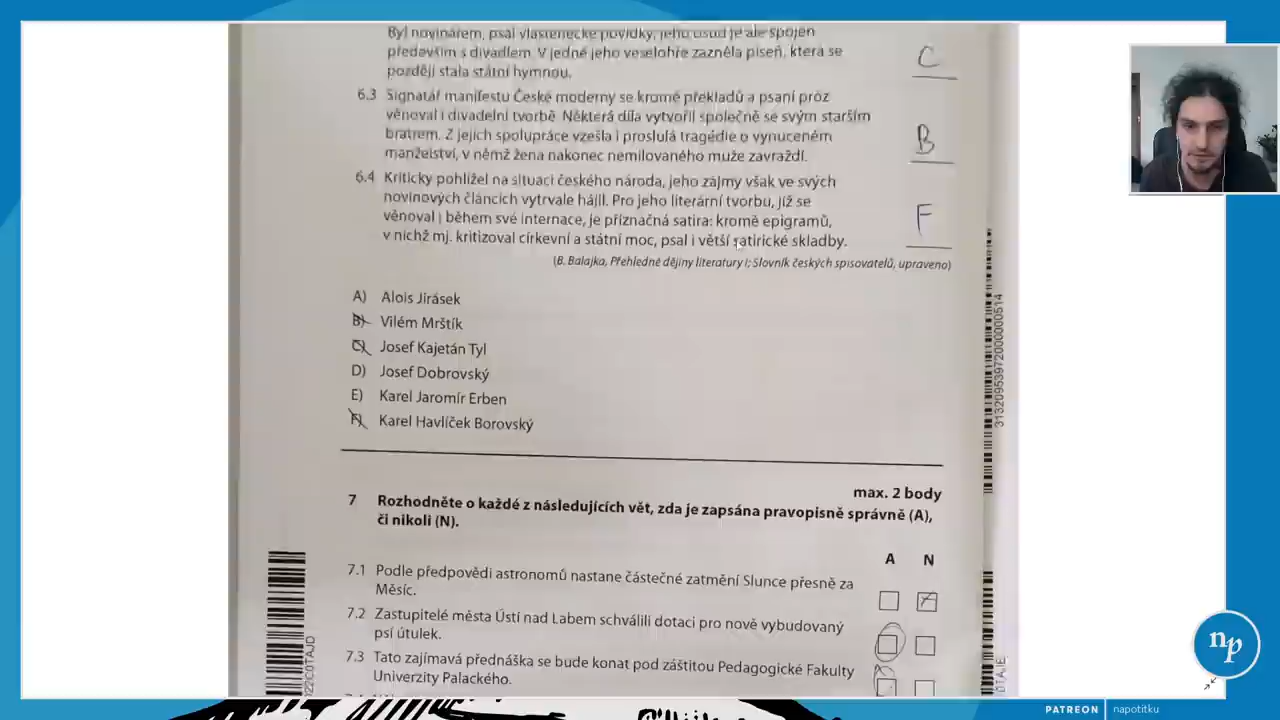 Byl novinářem, psal vlastenecké povídky, jeho osud je ale spojen
především s divadlem. V jedné jeho veselohře zazněla píseň, která se
později stala státní hymnou.
C
6.3 Signatář manifestu České moderny se kromě překladů a psaní próz
věnoval i divadelní tvorbě. Některá díla vytvořil společně se svým starším
bratrem. Z jejich spolupráce vzešla i proslulá tragédie o vynuceném
manželství, v němž žena nakonec nemilovaného muže zavraždí.
B
6.4 Kriticky pohlížel na situaci českého národa, jeho zájmy však ve svých
novinových článcích vytrvale hájil. Pro jeho literární tvorbu, jíž se
věnoval i během své internace, je příznačná satira: kromě epigramů,
v nichž mj. kritizoval církevní a státní moc, psal i větší satirické skladby.
F
(B. Balajka, Přehledné dějiny literatury I; Slovník českých spisovatelů, upraveno)
A) Alois Jirásek
B) Vilém Mrštík
C) Josef Kajetán Tyl
D) Josef Dobrovský
E) Karel Jaromír Erben
F) Karel Havlíček Borovský
max. 2 body
7 Rozhodněte o každé z následujících vět, zda je zapsána pravopisně správně (A),
či nikoli (N).
A N
7.1 Podle předpovědi astronomů nastane částečné zatmění Slunce přesně za
Měsíc.
7.2 Zastupitelé města Ústí nad Labem schválili dotaci pro nově vybudovaný
psí útulek.
7.3 Tato zajímavá přednáška se bude konat pod záštitou Pedagogické Fakulty
Univerzity Palackého.
3132095397200000514
np
PATREON napotitku